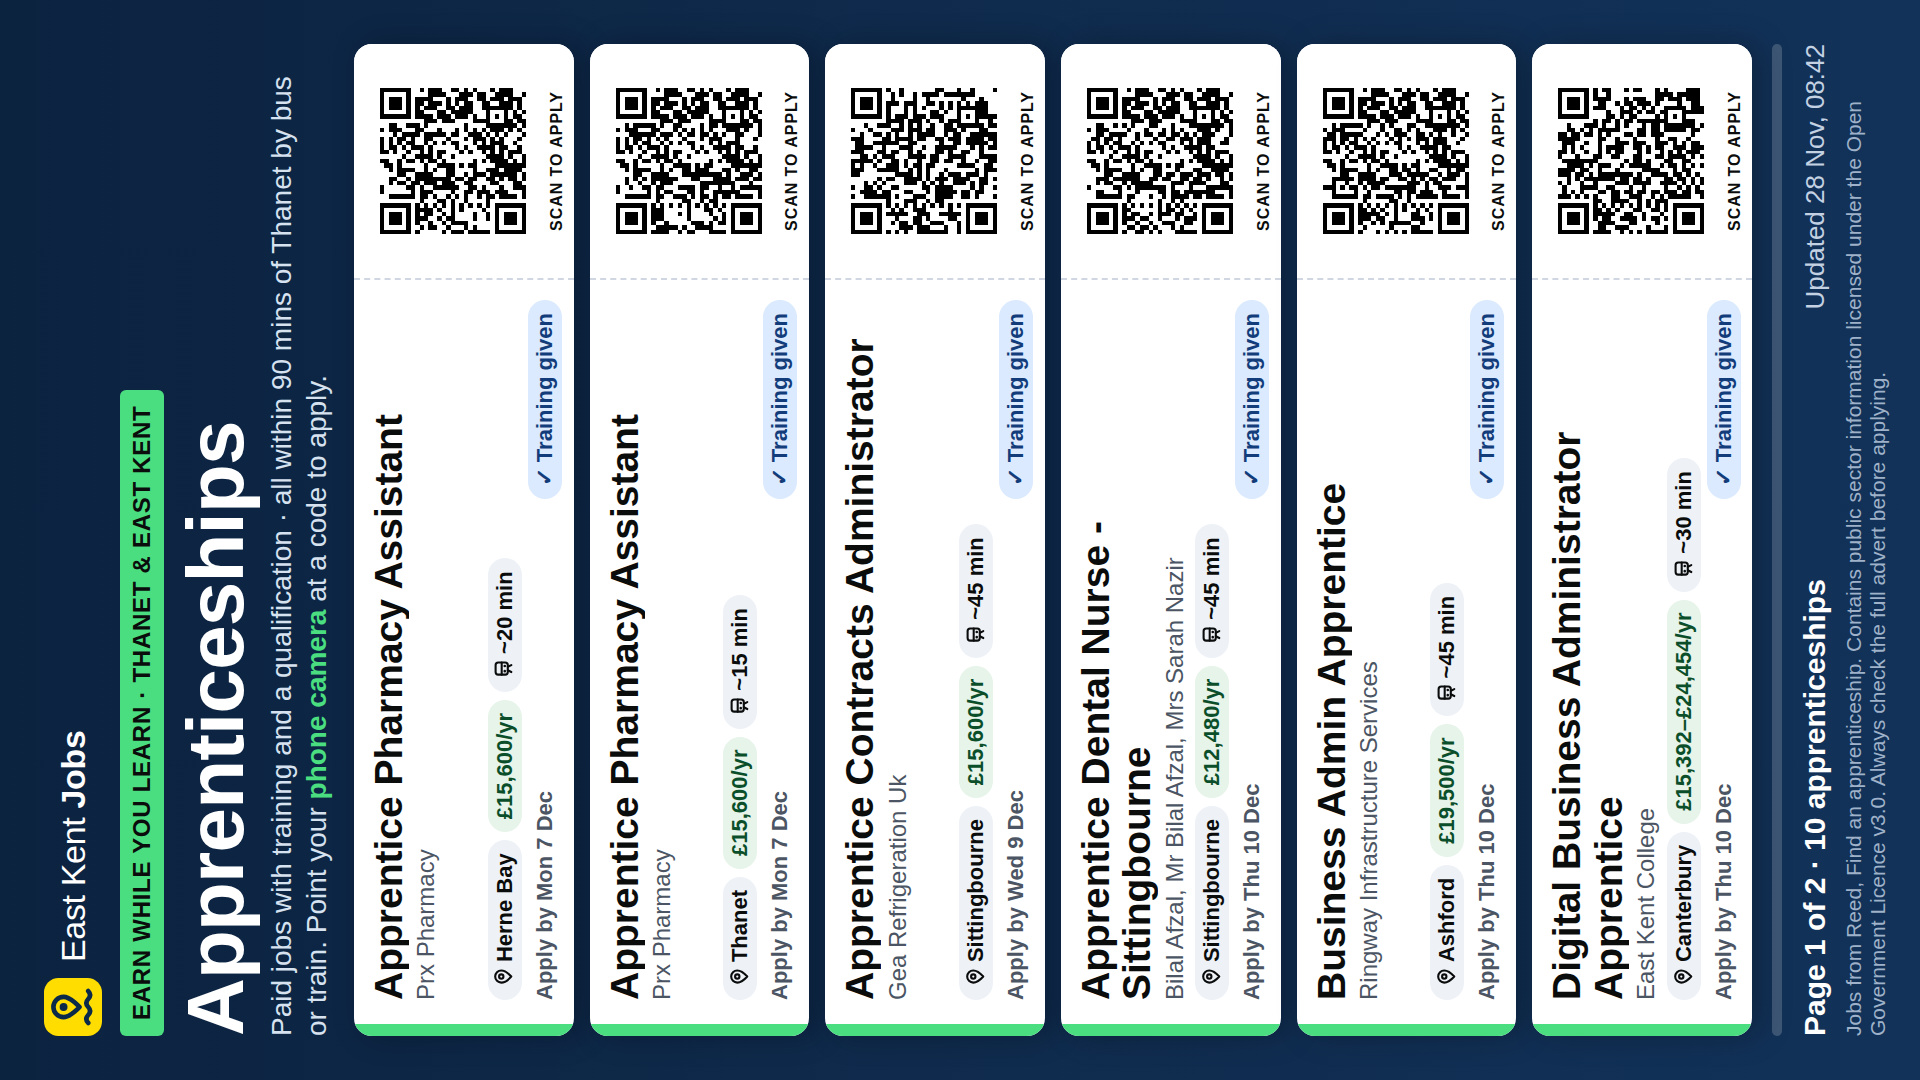 East Kent Jobs
EARN WHILE YOU LEARN · THANET & EAST KENT
Apprenticeships
Paid jobs with training and a qualification · all within 90 mins of Thanet by bus
or train. Point your phone camera at a code to apply.
Apprentice Pharmacy Assistant
Prx Pharmacy
Herne Bay £15,600/yr ~20 min
Apply by Mon 7 Dec ✓ Training given
SCAN TO APPLY
Apprentice Pharmacy Assistant
Prx Pharmacy
Thanet £15,600/yr ~15 min
Apply by Mon 7 Dec ✓ Training given
SCAN TO APPLY
Apprentice Contracts Administrator
Gea Refrigeration Uk
Sittingbourne £15,600/yr ~45 min
Apply by Wed 9 Dec ✓ Training given
SCAN TO APPLY
Apprentice Dental Nurse -
Sittingbourne
Bilal Afzal, Mr Bilal Afzal, Mrs Sarah Nazir
Sittingbourne £12,480/yr ~45 min
Apply by Thu 10 Dec ✓ Training given
SCAN TO APPLY
Business Admin Apprentice
Ringway Infrastructure Services
Ashford £19,500/yr ~45 min
Apply by Thu 10 Dec ✓ Training given
SCAN TO APPLY
Digital Business Administrator
Apprentice
East Kent College
Canterbury £15,392–£24,454/yr ~30 min
Apply by Thu 10 Dec ✓ Training given
SCAN TO APPLY
Page 1 of 2 · 10 apprenticeships Updated 28 Nov, 08:42
Jobs from Reed, Find an apprenticeship. Contains public sector information licensed under the Open
Government Licence v3.0. Always check the full advert before applying.